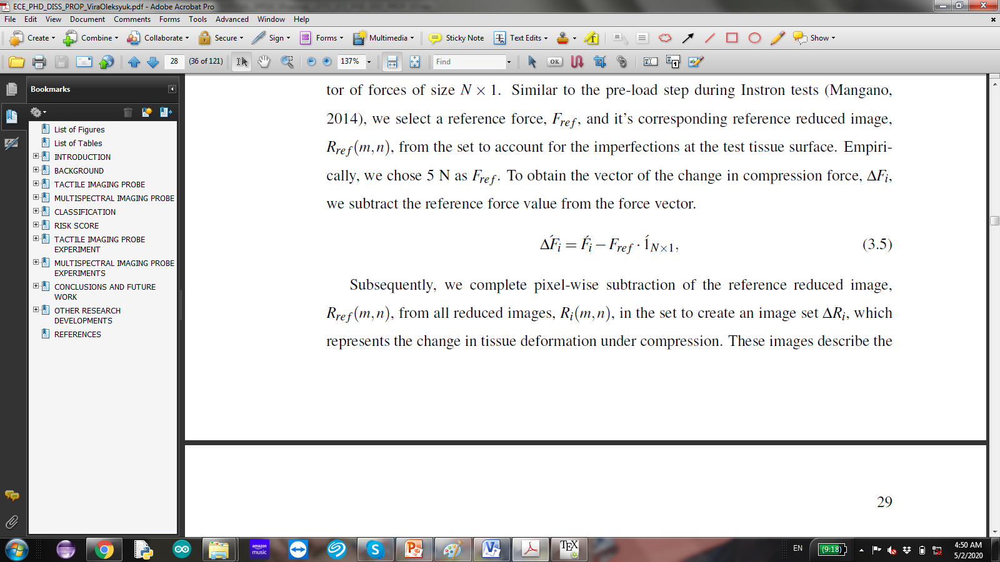 ECE_PHD_DISS_PROP_ViraOleksyuk.pdf - Adobe Acrobat Pro
File Edit View Document Comments Forms Tools Advanced Window Help
Create Combine Collaborate Secure Sign Forms Multimedia Sticky Note Text Edits Show
28 (36 of 121) 137% Find OK
Bookmarks
List of Figures
List of Tables
INTRODUCTION
BACKGROUND
TACTILE IMAGING PROBE
MULTISPECTRAL IMAGING PROBE
CLASSIFICATION
RISK SCORE
TACTILE IMAGING PROBE
EXPERIMENT
MULTISPECTRAL IMAGING PROBE
EXPERIMENTS
CONCLUSIONS AND FUTURE
WORK
OTHER RESEARCH
DEVELOPMENTS
REFERENCES
tor of forces of size N × 1. Similar to the pre-load step during Instron tests (Mangano,
2014), we select a reference force, F_ref, and it's corresponding reference reduced image,
R_ref(m,n), from the set to account for the imperfections at the test tissue surface. Empiri-
cally, we chose 5 N as F_ref. To obtain the vector of the change in compression force, ΔF_i,
we subtract the reference force value from the force vector.
ΔF́_i = F́_i − F_ref · 1́_{N×1}, (3.5)
Subsequently, we complete pixel-wise subtraction of the reference reduced image,
R_ref(m,n), from all reduced images, R_i(m,n), in the set to create an image set ΔR_i, which
represents the change in tissue deformation under compression. These images describe the
29
amazon
music
TEX
EN
(9:18)
4:50 AM
5/2/2020